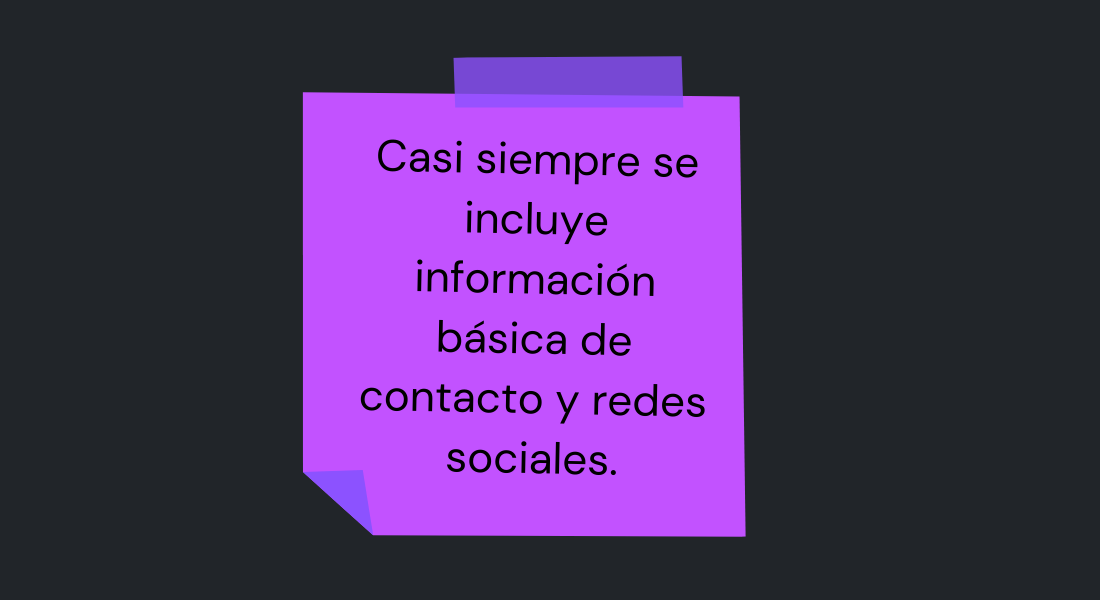 Casi siempre se
incluye
información
básica de
contacto y redes
sociales.